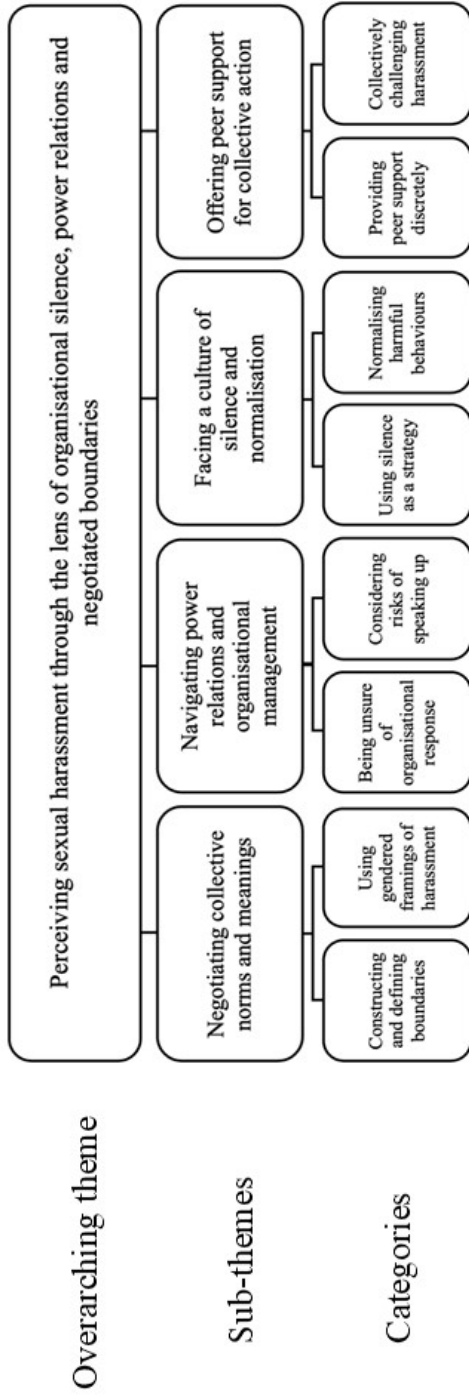 Overarching theme
Perceiving sexual harassment through the lens of organisational silence, power relations and
negotiated boundaries
Sub-themes
Negotiating collective
norms and meanings
Navigating power
relations and
organisational
management
Facing a culture of
silence and
normalisation
Offering peer support
for collective action
Categories
Constructing
and defining
boundaries
Using
gendered
framings of
harassment
Being unsure
of
organisational
response
Considering
risks of
speaking up
Using silence
as a strategy
Normalising
harmful
behaviours
Providing
peer support
discretely
Collectively
challenging
harassment